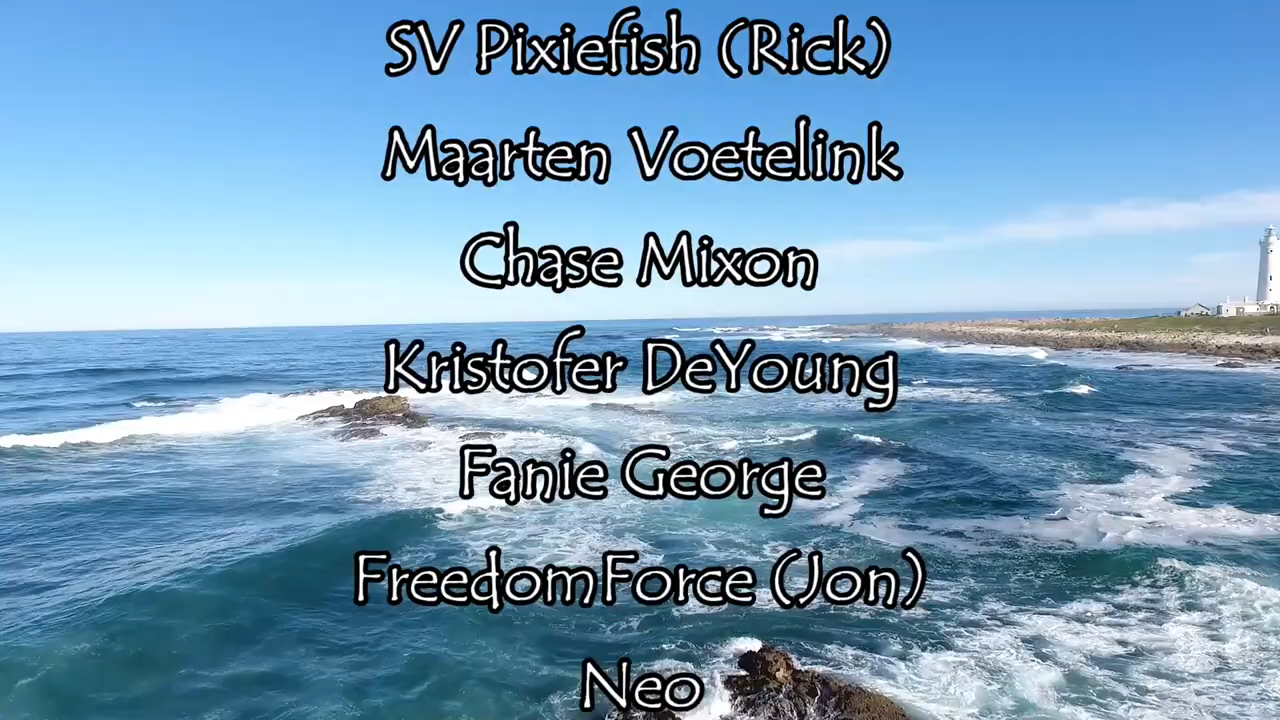 SV Pixiefish (Rick)
Maarten Voetelink
Chase Mixon
Kristofer DeYoung
Fanie George
FreedomForce (Jon)
Neo